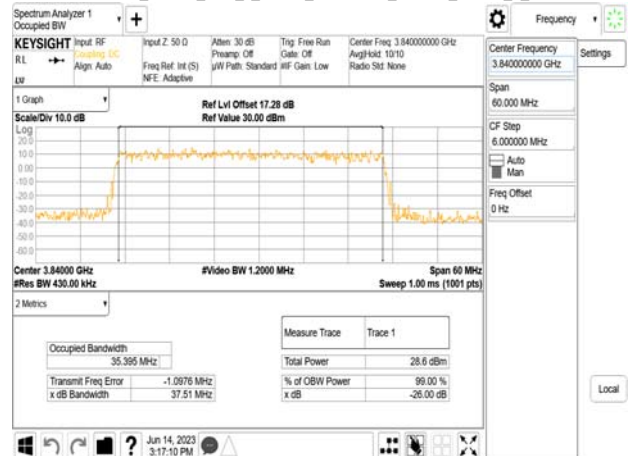 Spectrum Analyzer 1
Occupied BW
Frequency
KEYSIGHT Input: RF
RL
Coupling: DC
Align: Auto
LW
Input Z: 50 Ω
Freq Ref: Int (S)
NFE: Adaptive
Atten: 30 dB
Preamp: Off
µW Path: Standard
Trig: Free Run
Gate: Off
#IF Gain: Low
Center Freq: 3.840000000 GHz
Avg|Hold: 10/10
Radio Std: None
Center Frequency
3.840000000 GHz
Settings
Span
60.000 MHz
CF Step
6.000000 MHz
Auto
Man
Freq Offset
0 Hz
Local
1 Graph
Scale/Div 10.0 dB
Ref Lvl Offset 17.28 dB
Ref Value 30.00 dBm
Log
20.0
10.0
0.00
-10.0
-20.0
-30.0
-40.0
-50.0
-60.0
Center 3.84000 GHz
#Res BW 430.00 kHz
#Video BW 1.2000 MHz
Span 60 MHz
Sweep 1.00 ms (1001 pts)
2 Metrics
Measure Trace Trace 1
Occupied Bandwidth
35.395 MHz
Total Power 28.6 dBm
Transmit Freq Error -1.0976 MHz
% of OBW Power 99.00 %
x dB Bandwidth 37.51 MHz
x dB -26.00 dB
Jun 14, 2023
3:17:10 PM